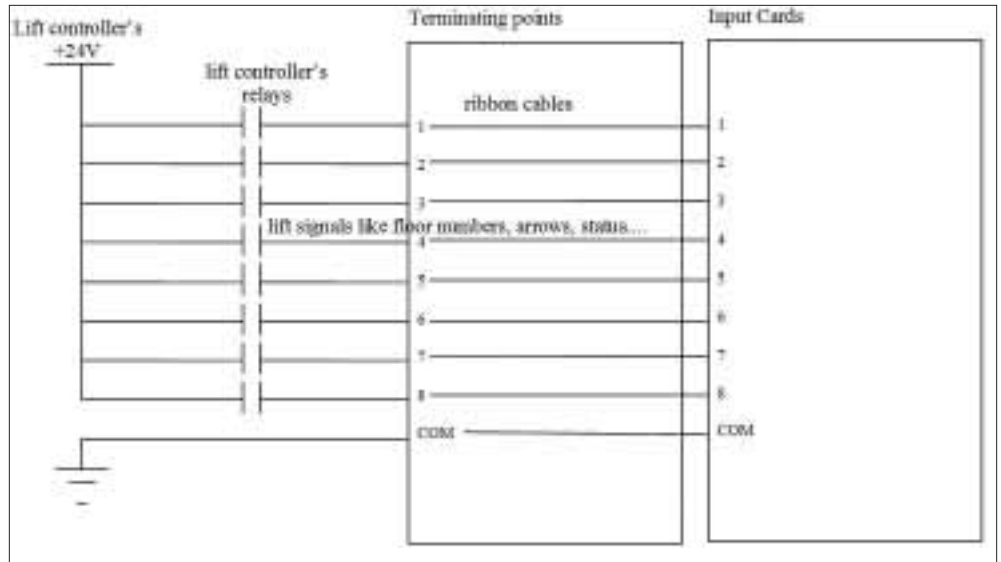 Lift controller's
+24V
lift controller's
relays
Terminating points
Input Cards
ribbon cables
lift signals like floor numbers, arrows, status....
1
2
3
4
5
6
7
8
COM
1
2
3
4
5
6
7
8
COM